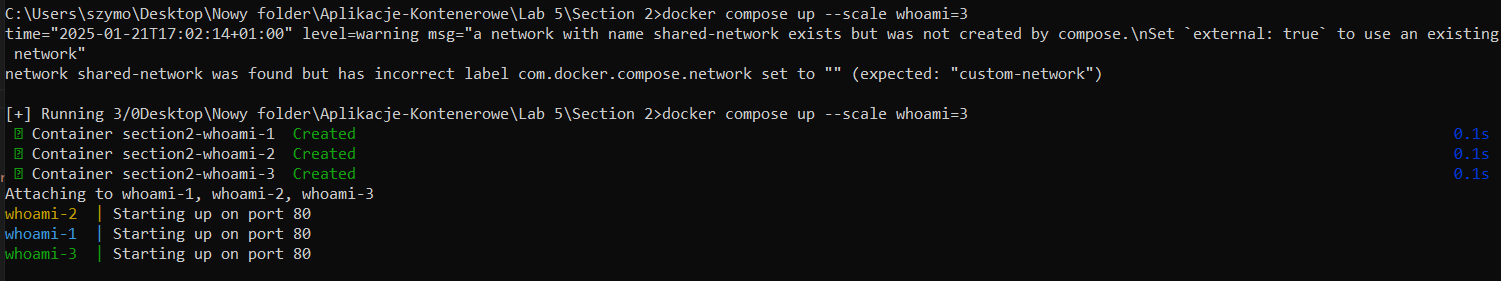 C:\Users\szymo\Desktop\Nowy folder\Aplikacje-Kontenerowe\Lab 5\Section 2>docker compose up --scale whoami=3
time="2025-01-21T17:02:14+01:00" level=warning msg="a network with name shared-network exists but was not created by compose.\nSet `external: true` to use an existing
 network"
network shared-network was found but has incorrect label com.docker.compose.network set to "" (expected: "custom-network")
[+] Running 3/0Desktop\Nowy folder\Aplikacje-Kontenerowe\Lab 5\Section 2>docker compose up --scale whoami=3
Container section2-whoami-1  Created 0.1s
Container section2-whoami-2  Created 0.1s
Container section2-whoami-3  Created 0.1s
Attaching to whoami-1, whoami-2, whoami-3
whoami-2  | Starting up on port 80
whoami-1  | Starting up on port 80
whoami-3  | Starting up on port 80